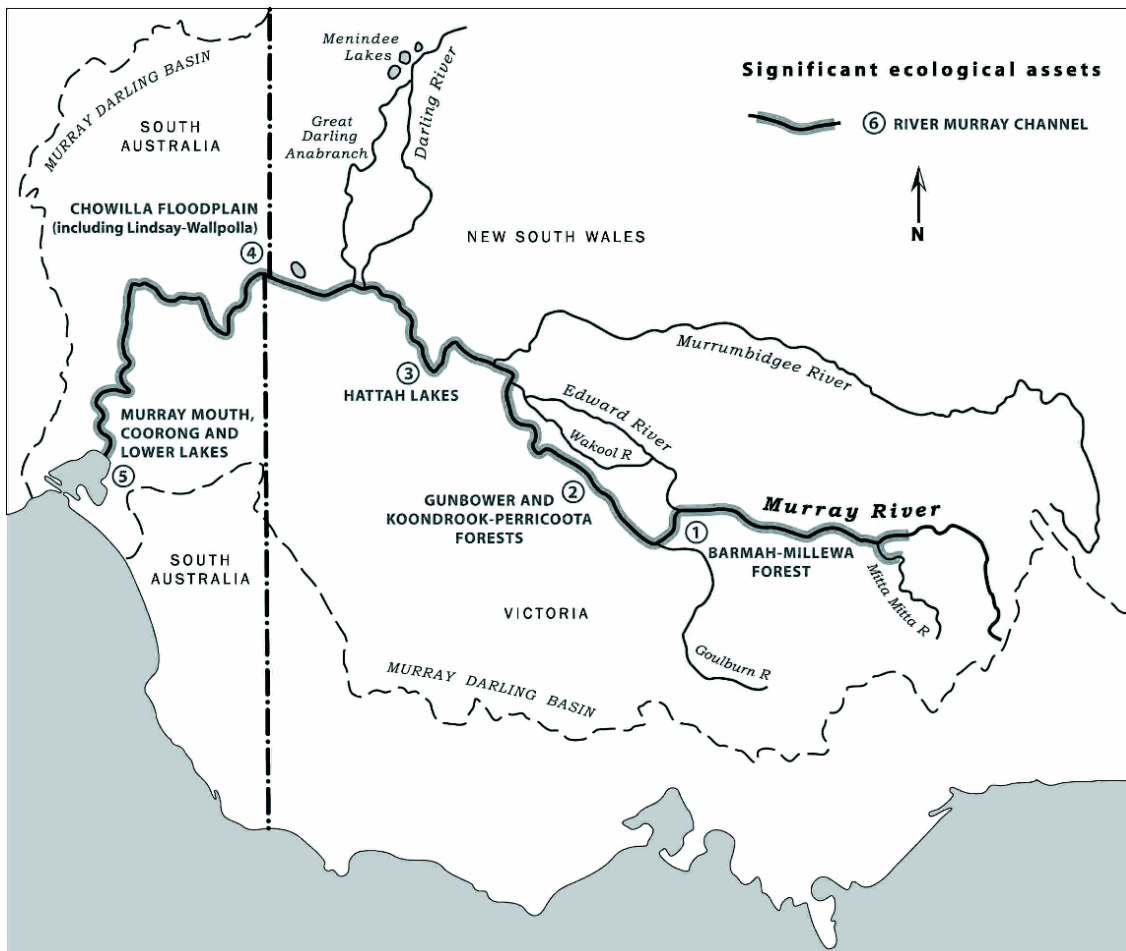 Menindee
Lakes
Significant ecological assets
⑥ RIVER MURRAY CHANNEL
N
MURRAY DARLING BASIN
SOUTH
AUSTRALIA
Great
Darling
Anabranch
Darling River
CHOWILLA FLOODPLAIN
(including Lindsay-Wallpolla)
④
NEW SOUTH WALES
Murrumbidgee River
③
HATTAH LAKES
Edward River
Wakool R
MURRAY MOUTH,
COORONG AND
LOWER LAKES
⑤
②
GUNBOWER AND
KOONDROOK-PERRICOOTA
FORESTS
Murray River
①
BARMAH-MILLEWA
FOREST
Mitta Mitta R
SOUTH
AUSTRALIA
VICTORIA
Goulburn R
MURRAY DARLING BASIN